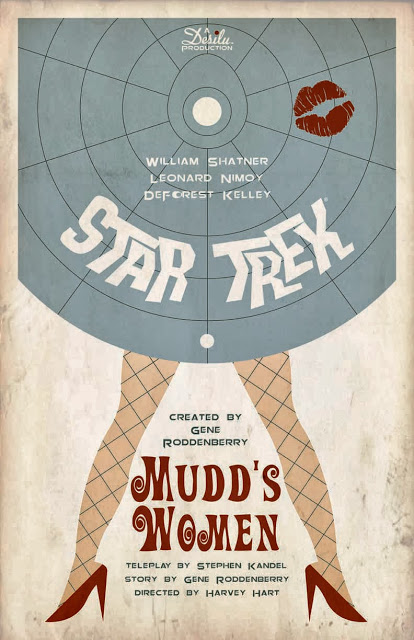 A
Desilu
PRODUCTION
WILLIAM SHATNER
LEONARD NIMOY
DEFOREST KELLEY
STAR TREK
CREATED BY
GENE
RODDENBERRY
MUDD'S
WOMEN
TELEPLAY BY STEPHEN KANDEL
STORY BY GENE RODDENBERRY
DIRECTED BY HARVEY HART